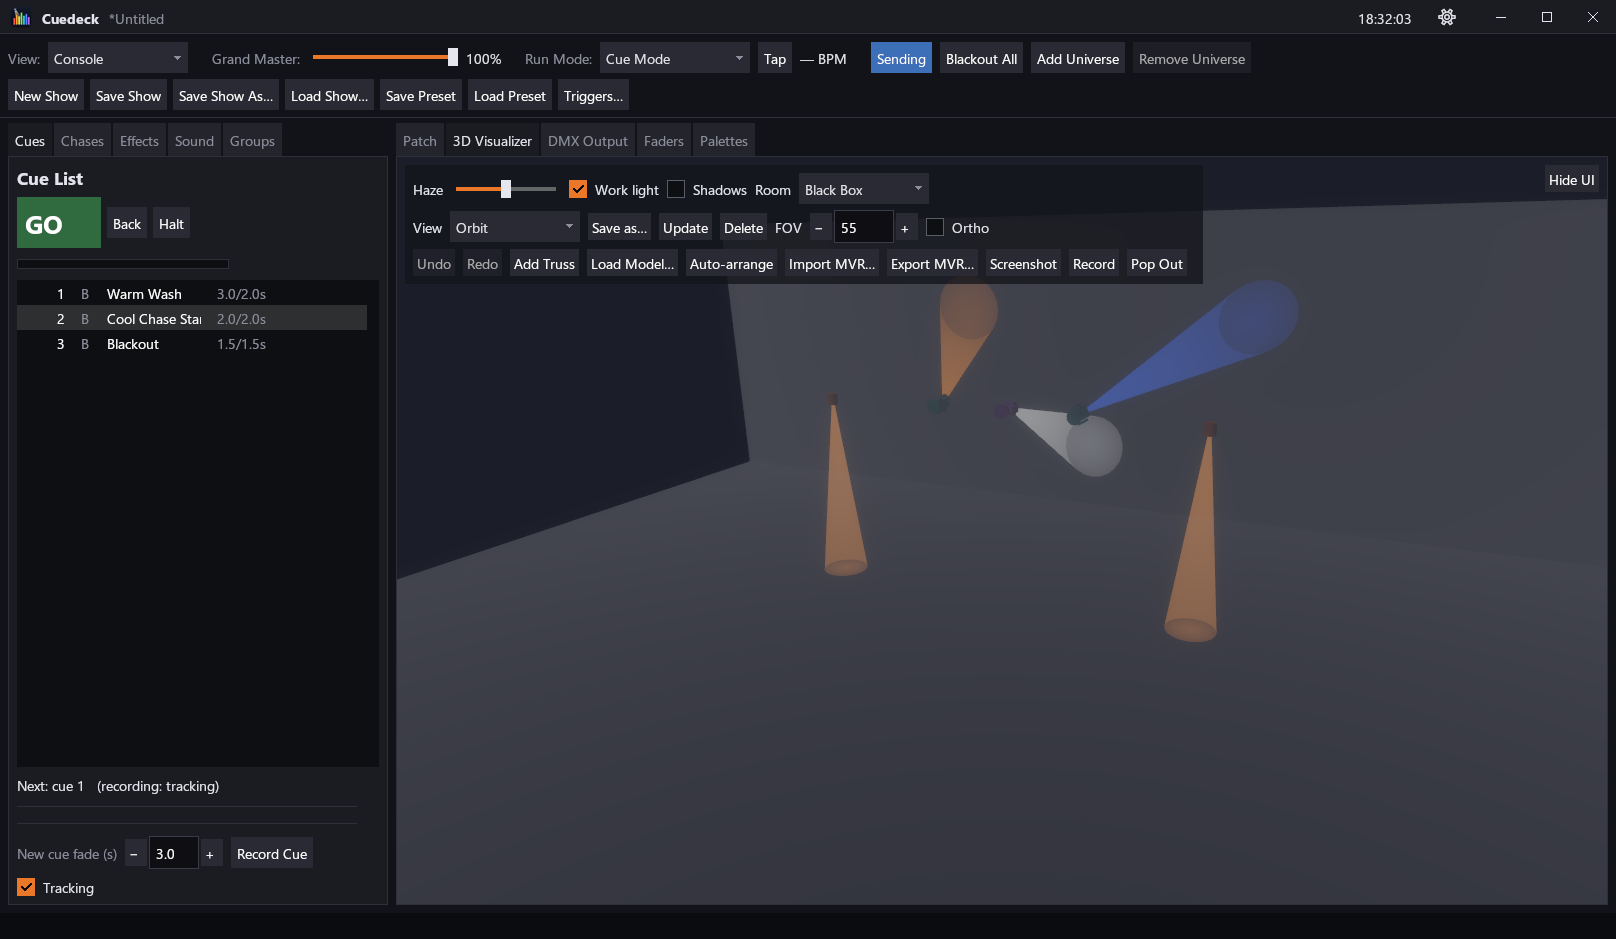 Cuedeck *Untitled 18:32:03
View: Console Grand Master: 100% Run Mode: Cue Mode Tap — BPM Sending Blackout All Add Universe Remove Universe
New Show Save Show Save Show As... Load Show... Save Preset Load Preset Triggers...
Cues Chases Effects Sound Groups
Patch 3D Visualizer DMX Output Faders Palettes
Cue List
GO Back Halt
1 B Warm Wash 3.0/2.0s
2 B Cool Chase Star 2.0/2.0s
3 B Blackout 1.5/1.5s
Next: cue 1 (recording: tracking)
New cue fade (s) − 3.0 + Record Cue
Tracking
Haze Work light Shadows Room Black Box Hide UI
View Orbit Save as... Update Delete FOV − 55 + Ortho
Undo Redo Add Truss Load Model... Auto-arrange Import MVR... Export MVR... Screenshot Record Pop Out